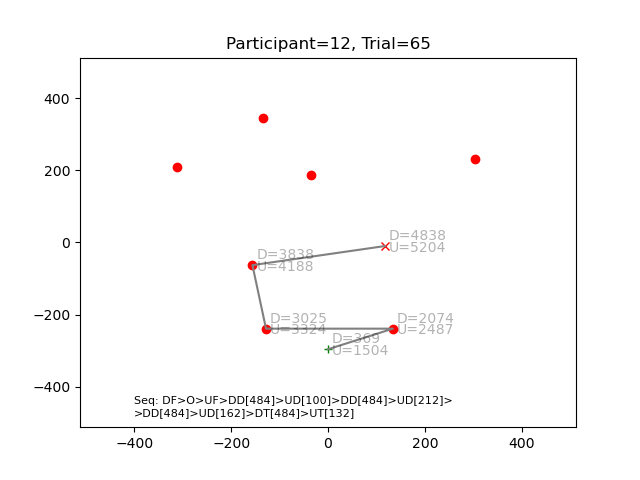 Participant=12, Trial=65
400
200
0
−200
−400
D=4838
U=5204
D=3838
U=4188
D=3025
U=3324
D=2074
U=2487
D=369
U=1504
Seq: DF>O>UF>DD[484]>UD[100]>DD[484]>UD[212]>
>DD[484]>UD[162]>DT[484]>UT[132]
−400 −200 0 200 400